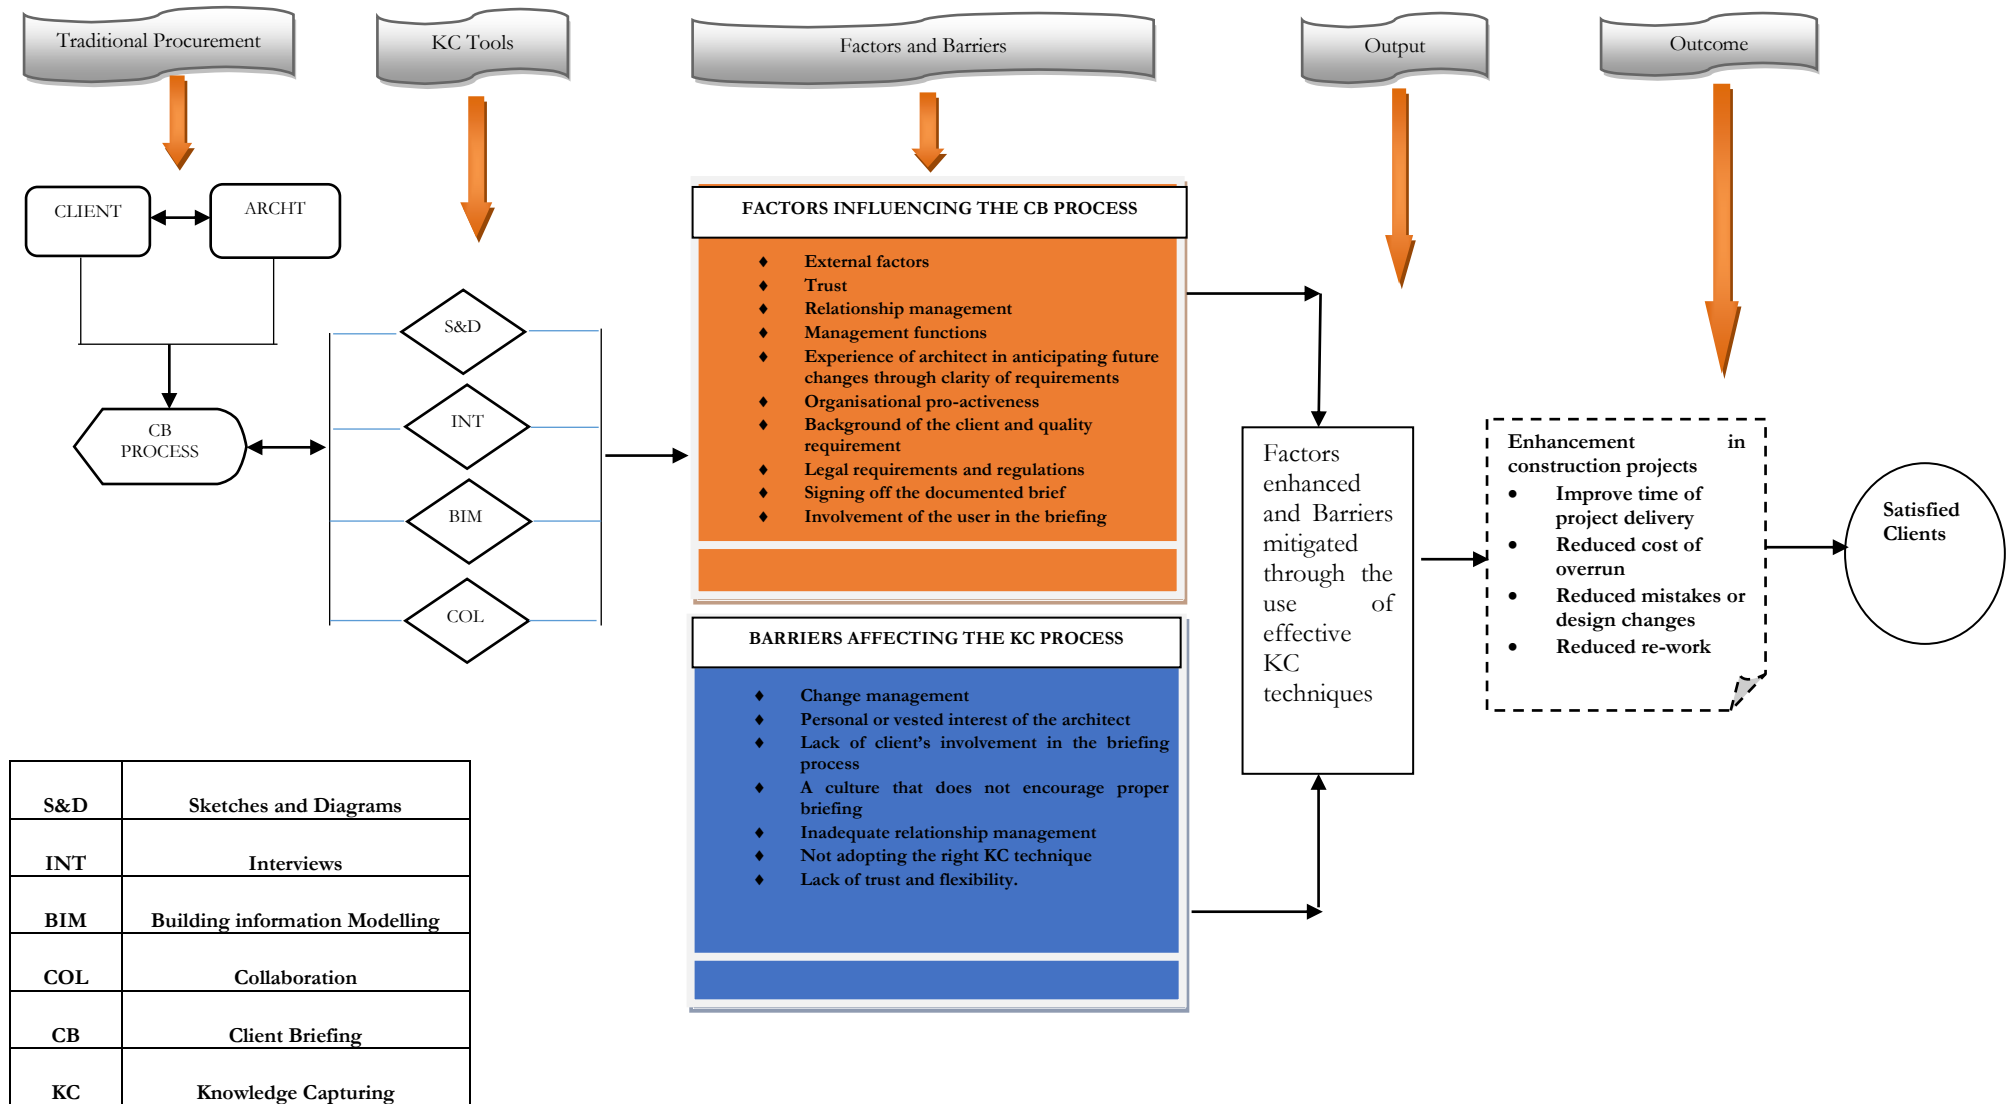 Traditional Procurement
KC Tools
Factors and Barriers
Output
Outcome
CLIENT
ARCHT
CB
PROCESS
S&D
INT
BIM
COL
FACTORS INFLUENCING THE CB PROCESS
♦ External factors
♦ Trust
♦ Relationship management
♦ Management functions
♦ Experience of architect in anticipating future
changes through clarity of requirements
♦ Organisational pro-activeness
♦ Background of the client and quality
requirement
♦ Legal requirements and regulations
♦ Signing off the documented brief
♦ Involvement of the user in the briefing
BARRIERS AFFECTING THE KC PROCESS
♦ Change management
♦ Personal or vested interest of the architect
♦ Lack of client’s involvement in the briefing
process
♦ A culture that does not encourage proper
briefing
♦ Inadequate relationship management
♦ Not adopting the right KC technique
♦ Lack of trust and flexibility.
Factors
enhanced
and Barriers
mitigated
through the
use of
effective
KC
techniques
Enhancement in
construction projects
• Improve time of
project delivery
• Reduced cost of
overrun
• Reduced mistakes or
design changes
• Reduced re-work
Satisfied
Clients
S&D Sketches and Diagrams
INT Interviews
BIM Building information Modelling
COL Collaboration
CB Client Briefing
KC Knowledge Capturing